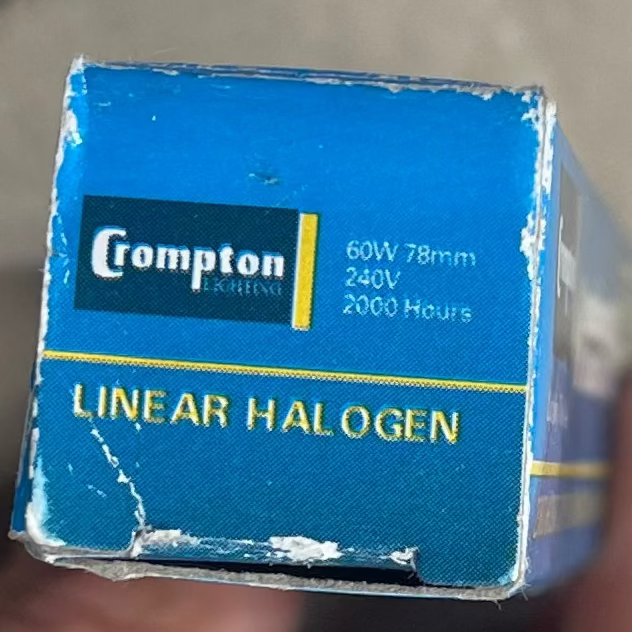 Crompton
LIGHTING
60W 78mm
240V
2000 Hours
LINEAR HALOGEN